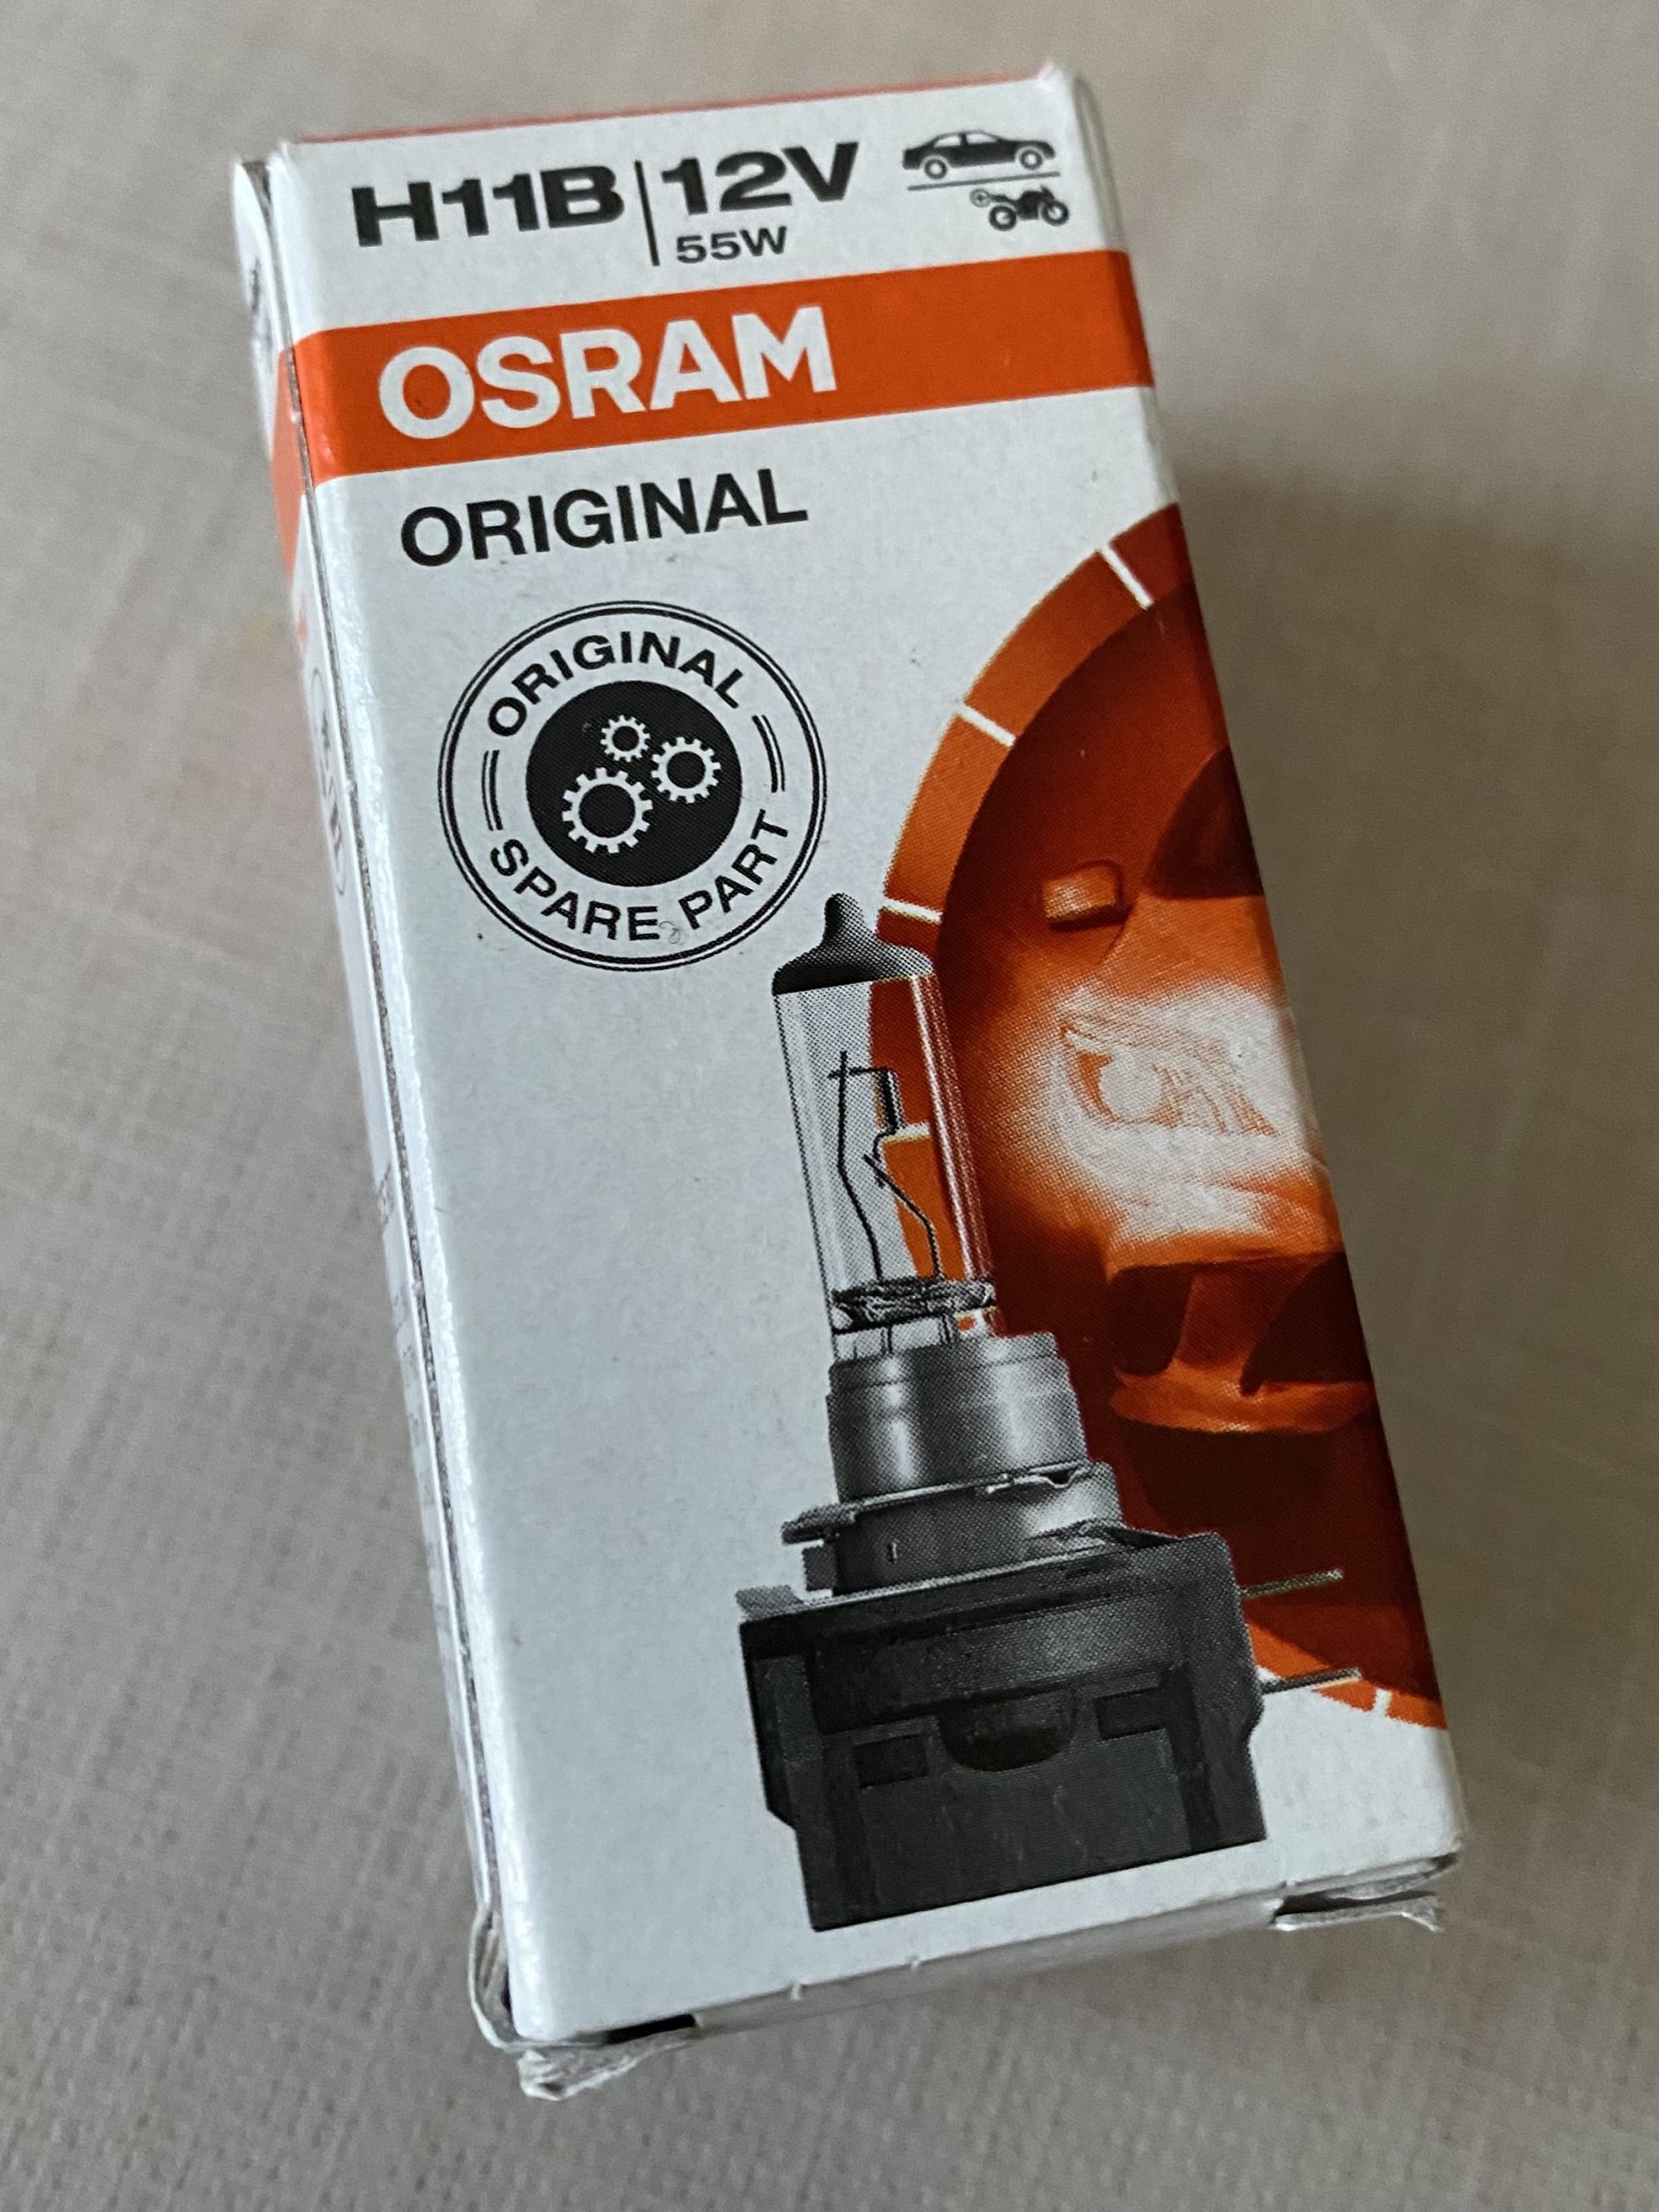 H11B 12V
55W
OSRAM
ORIGINAL
ORIGINAL
SPARE PART